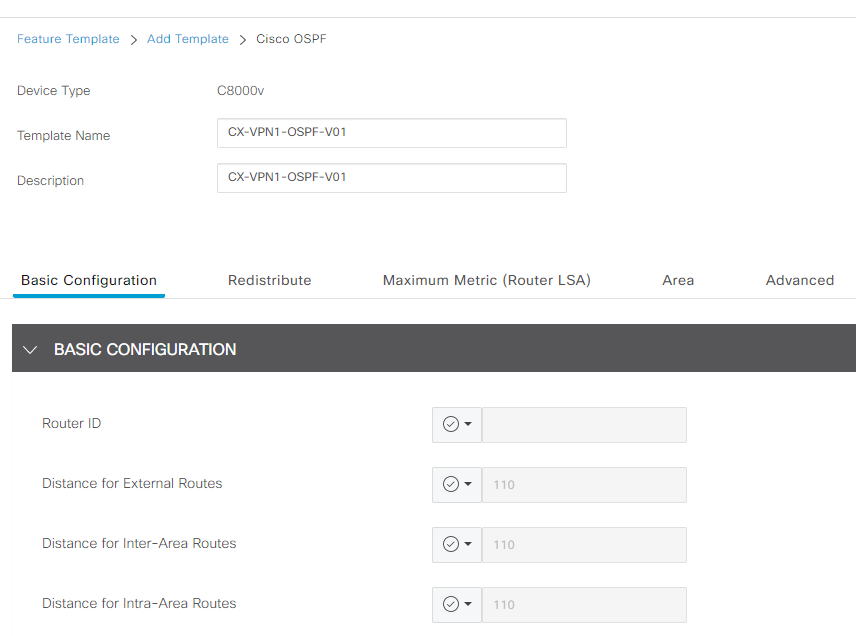 Feature Template > Add Template > Cisco OSPF
Device Type C8000v
Template Name CX-VPN1-OSPF-V01
Description CX-VPN1-OSPF-V01
Basic Configuration Redistribute Maximum Metric (Router LSA) Area Advanced
BASIC CONFIGURATION
Router ID
Distance for External Routes 110
Distance for Inter-Area Routes 110
Distance for Intra-Area Routes 110